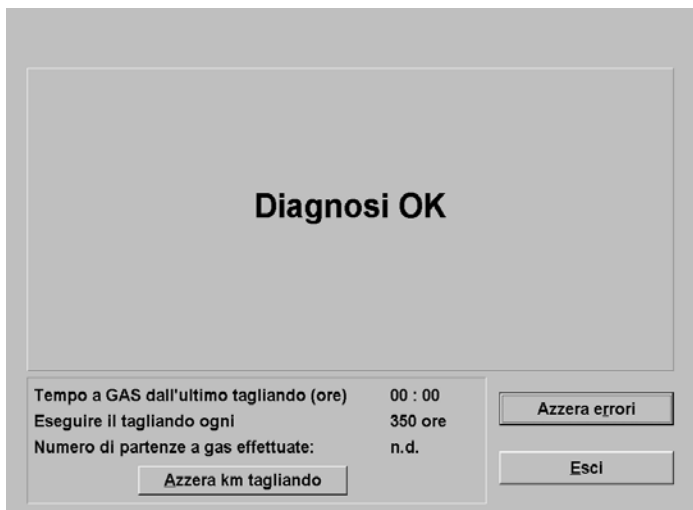 Diagnosi OK
Tempo a GAS dall'ultimo tagliando (ore) 00 : 00
Eseguire il tagliando ogni 350 ore
Numero di partenze a gas effettuate: n.d.
Azzera km tagliando
Azzera errori
Esci